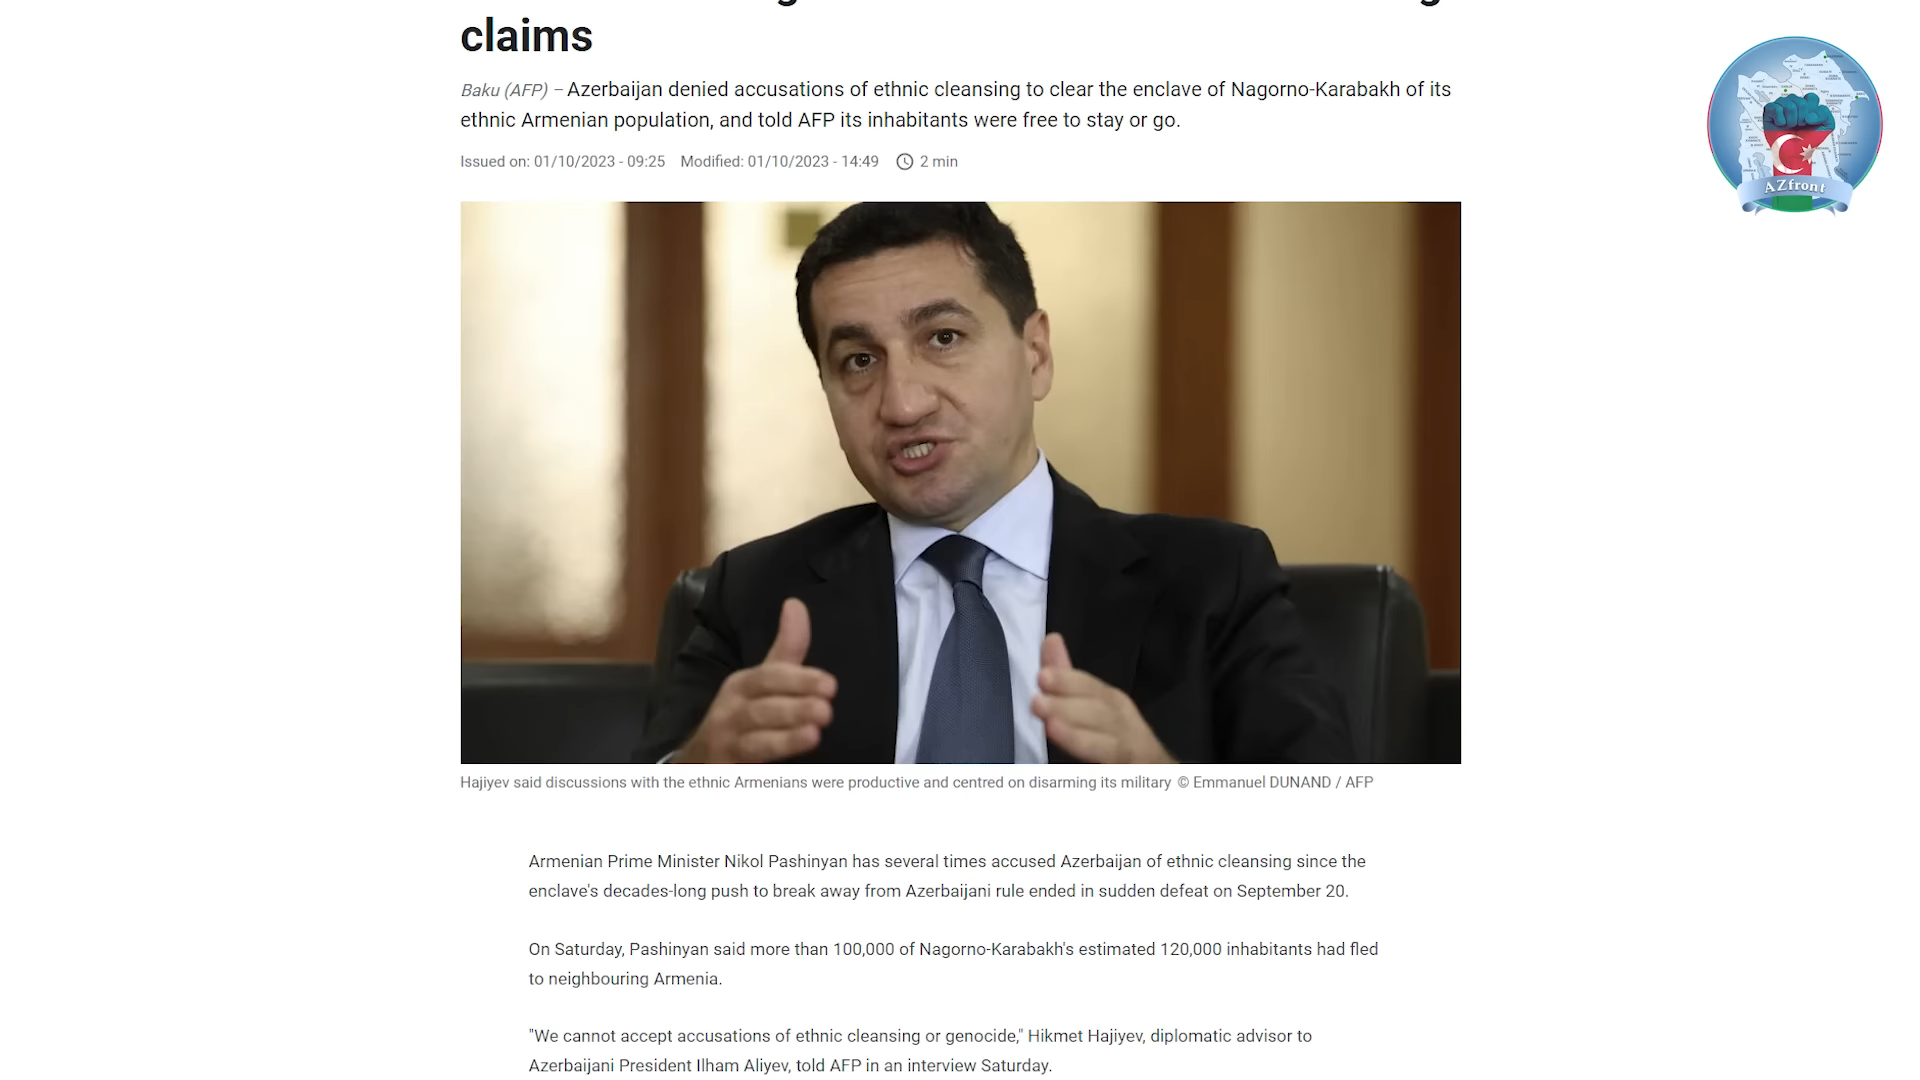 claims
Baku (AFP) – Azerbaijan denied accusations of ethnic cleansing to clear the enclave of Nagorno-Karabakh of its
ethnic Armenian population, and told AFP its inhabitants were free to stay or go.
Issued on: 01/10/2023 - 09:25 Modified: 01/10/2023 - 14:49 2 min
AZfront
Hajiyev said discussions with the ethnic Armenians were productive and centred on disarming its military © Emmanuel DUNAND / AFP
Armenian Prime Minister Nikol Pashinyan has several times accused Azerbaijan of ethnic cleansing since the
enclave's decades-long push to break away from Azerbaijani rule ended in sudden defeat on September 20.
On Saturday, Pashinyan said more than 100,000 of Nagorno-Karabakh's estimated 120,000 inhabitants had fled
to neighbouring Armenia.
"We cannot accept accusations of ethnic cleansing or genocide," Hikmet Hajiyev, diplomatic advisor to
Azerbaijani President Ilham Aliyev, told AFP in an interview Saturday.